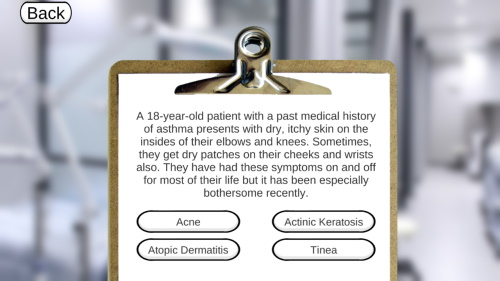 Back
A 18-year-old patient with a past medical history
of asthma presents with dry, itchy skin on the
insides of their elbows and knees. Sometimes,
they get dry patches on their cheeks and wrists
also. They have had these symptoms on and off
for most of their life but it has been especially
bothersome recently.
Acne
Actinic Keratosis
Atopic Dermatitis
Tinea